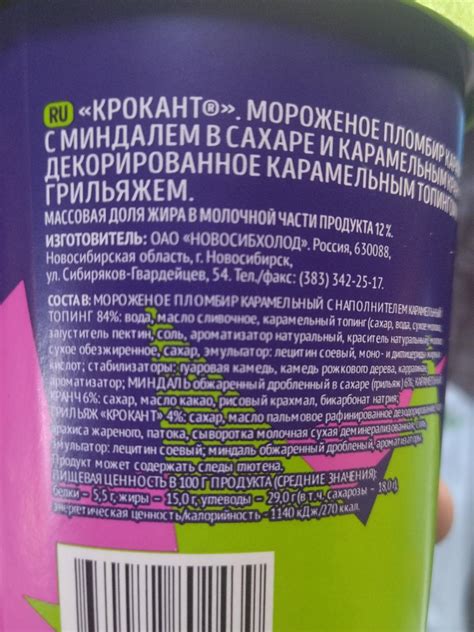 RU «КРОКАНТ®». МОРОЖЕНОЕ ПЛОМБИР
С МИНДАЛЕМ В САХАРЕ И КАРАМЕЛЬНЫМ
ДЕКОРИРОВАННОЕ КАРАМЕЛЬНЫМ ТОПИНГОМ
ГРИЛЬЯЖЕМ.
МАССОВАЯ ДОЛЯ ЖИРА В МОЛОЧНОЙ ЧАСТИ ПРОДУКТА 12 %.
ИЗГОТОВИТЕЛЬ: ОАО «НОВОСИБХОЛОД». Россия, 630088,
Новосибирская область, г. Новосибирск,
ул. Сибиряков-Гвардейцев, 54. Тел./факс: (383) 342-25-17.
СОСТАВ: МОРОЖЕНОЕ ПЛОМБИР КАРАМЕЛЬНЫЙ С НАПОЛНИТЕЛЕМ КАРАМЕЛЬНЫЙ
ТОПИНГ 84%: вода, масло сливочное, карамельный топинг (сахар, вода, сухое
загуститель пектин, соль, ароматизатор натуральный, краситель натуральный),
сухое обезжиренное, сахар, эмульгатор: лецитин соевый, моно - и диглицериды
кислот; стабилизаторы: гуаровая камедь, камедь рожкового дерева,
ароматизатор; МИНДАЛЬ обжаренный дробленный в сахаре (грильяж) 6%; КАРАМЕЛЬНЫЙ
КРАНЧ 6%: сахар, масло какао, рисовый крахмал, бикарбонат натрия;
ГРИЛЬЯЖ «КРОКАНТ» 4%: сахар, масло пальмовое рафинированное дезодорированное,
арахиса жареного, патока, сыворотка молочная сухая
эмульгатор: лецитин соевый; миндаль обжаренный дробленый, ароматизаторы
Продукт может содержать следы глютена.
ПИЩЕВАЯ ЦЕННОСТЬ В 100 Г ПРОДУКТА (СРЕДНИЕ ЗНАЧЕНИЯ):
белки – 5,5 г, жиры – 15,0 г, углеводы – 29,0 г (в т.ч. сахарозы - 18,0
энергетическая ценность/калорийность - 1140 кДж/270 ккал.